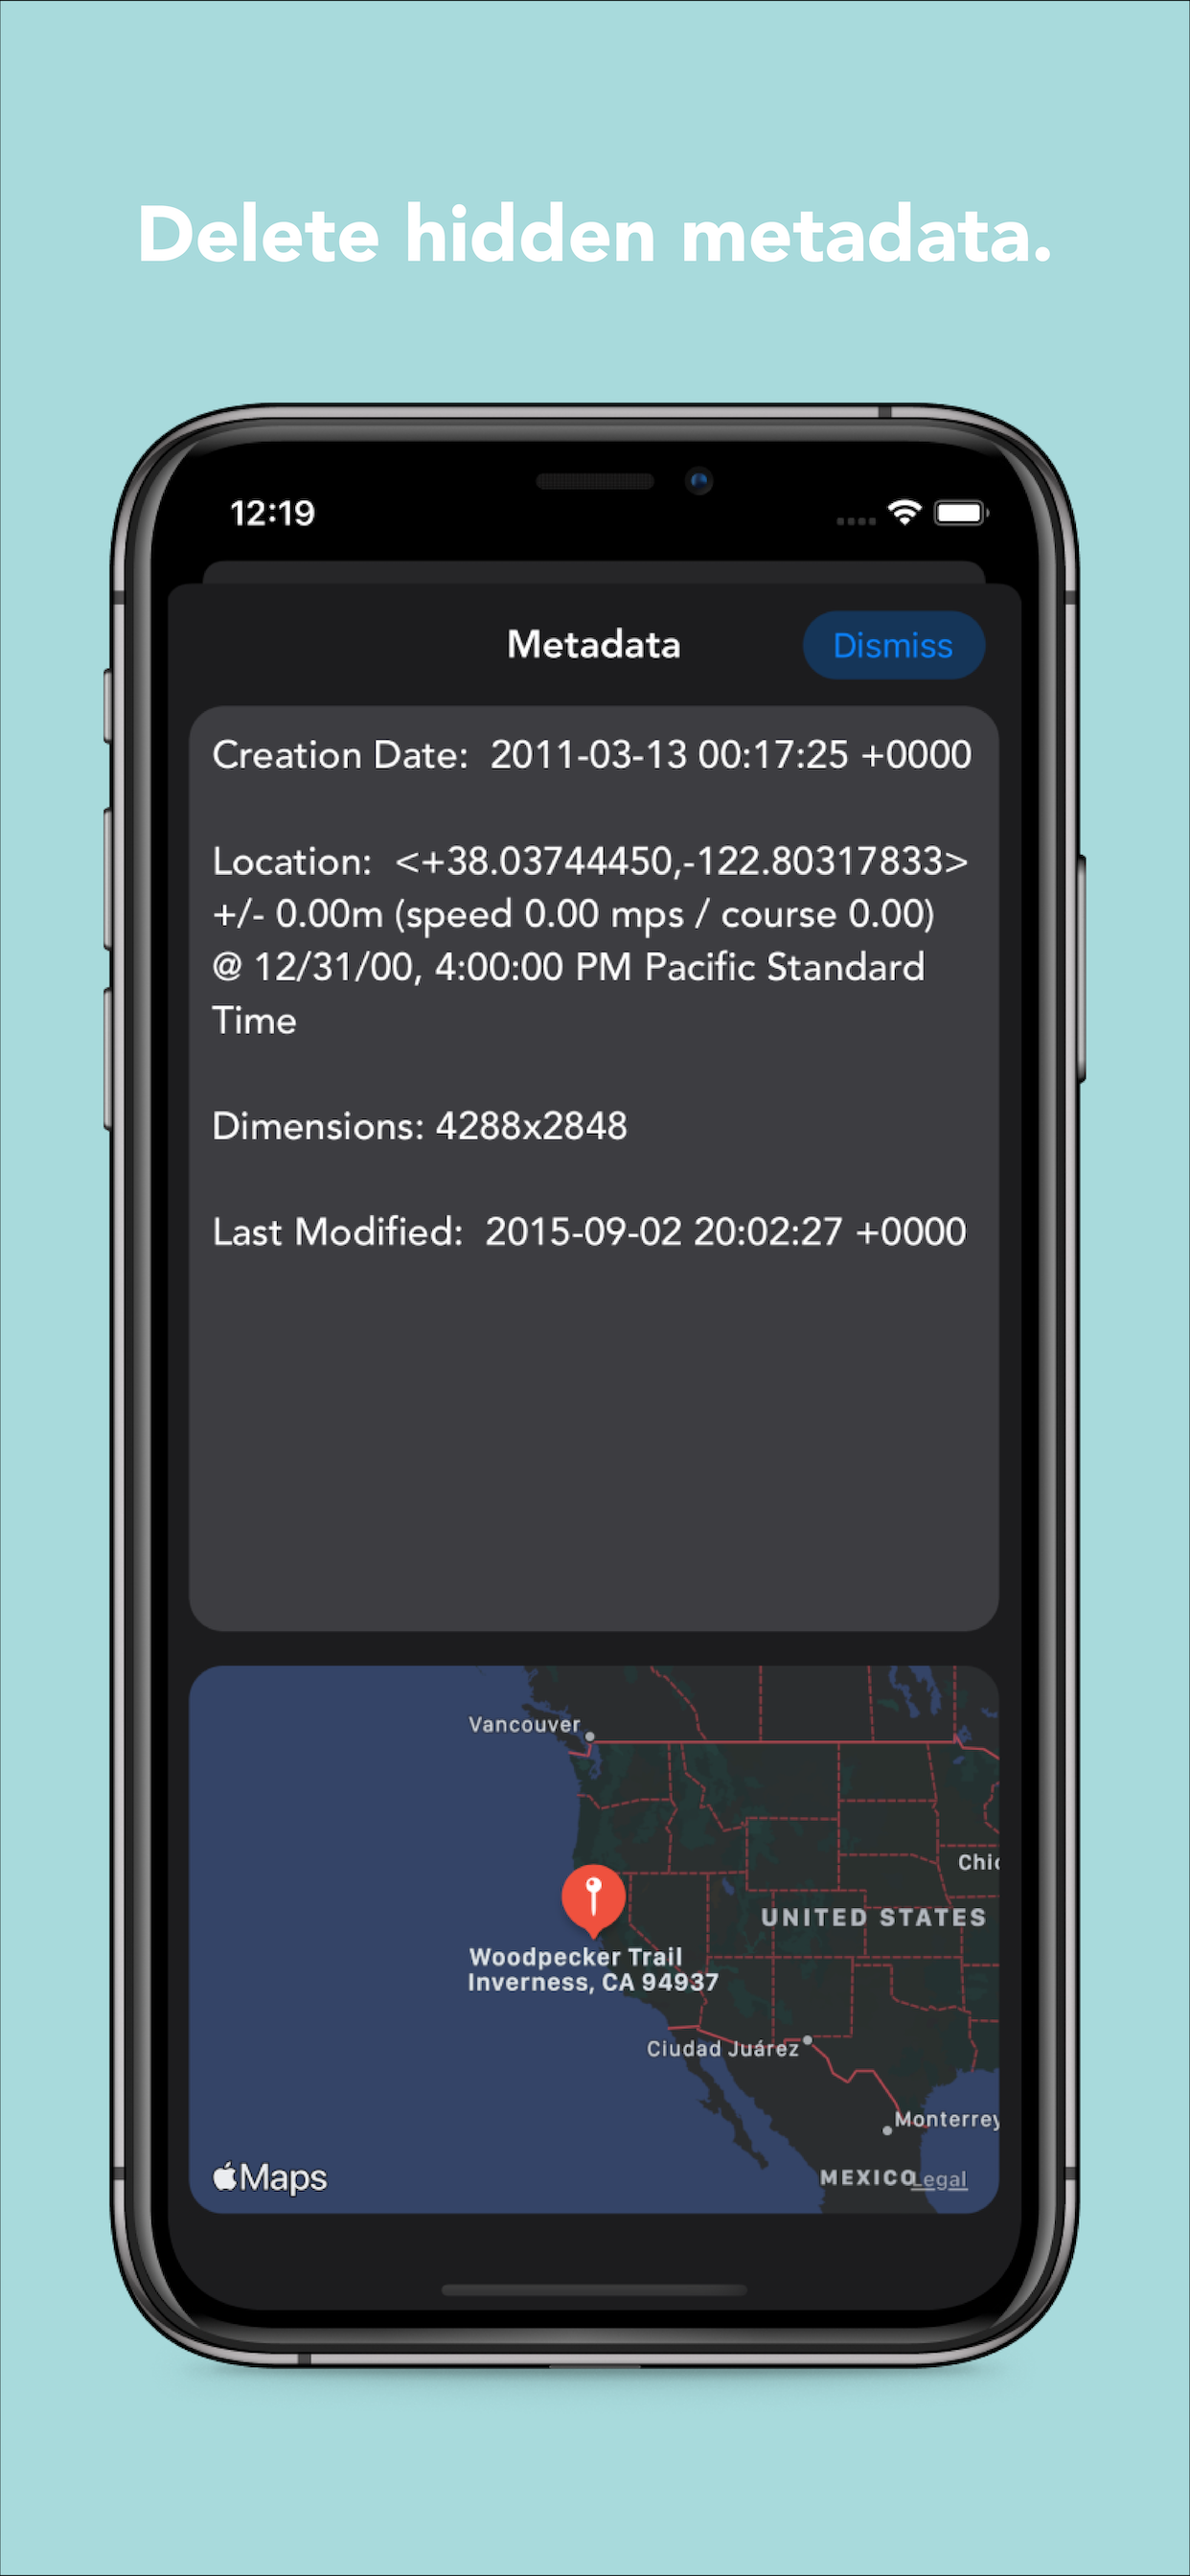 Delete hidden metadata.
12:19
Metadata
Dismiss
Creation Date: 2011-03-13 00:17:25 +0000
Location: <+38.03744450,-122.80317833>
+/- 0.00m (speed 0.00 mps / course 0.00)
@ 12/31/00, 4:00:00 PM Pacific Standard
Time
Dimensions: 4288x2848
Last Modified: 2015-09-02 20:02:27 +0000
Vancouver
Chic
UNITED STATES
Woodpecker Trail
Inverness, CA 94937
Ciudad Juárez
Monterrey
Maps
MEXICO
Legal